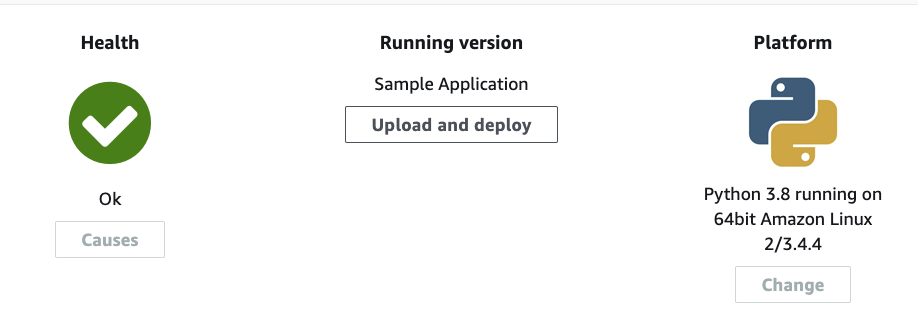 Health
Ok
Causes
Running version
Sample Application
Upload and deploy
Platform
Python 3.8 running on
64bit Amazon Linux
2/3.4.4
Change